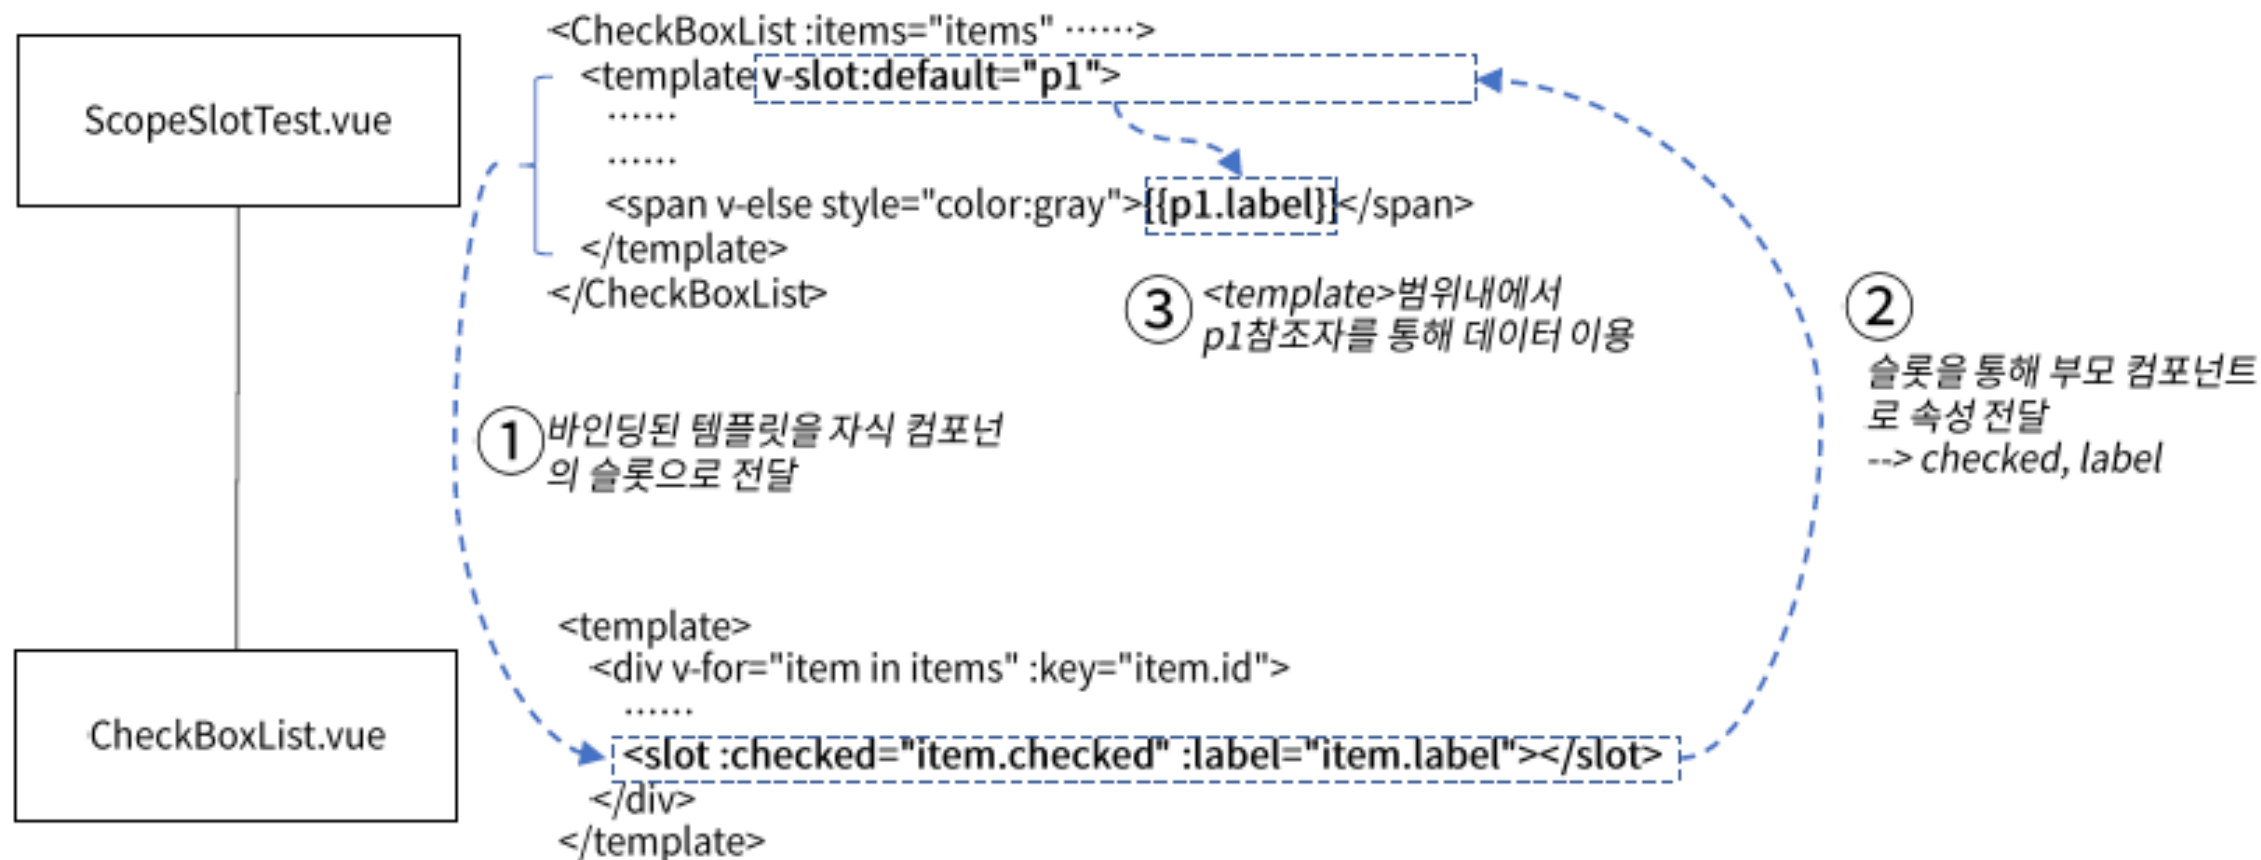 ScopeSlotTest.vue
<CheckBoxList :items="items" ⋯⋯>
<template v-slot:default="p1">
⋯⋯
⋯⋯
<span v-else style="color:gray">{{p1.label}}</span>
</template>
</CheckBoxList>
③ <template>범위내에서
p1참조자를 통해 데이터 이용
②
슬롯을 통해 부모 컴포넌트
로 속성 전달
--> checked, label
① 바인딩된 템플릿을 자식 컴포넌
의 슬롯으로 전달
CheckBoxList.vue
<template>
<div v-for="item in items" :key="item.id">
⋯⋯
<slot :checked="item.checked" :label="item.label"></slot>
</div>
</template>